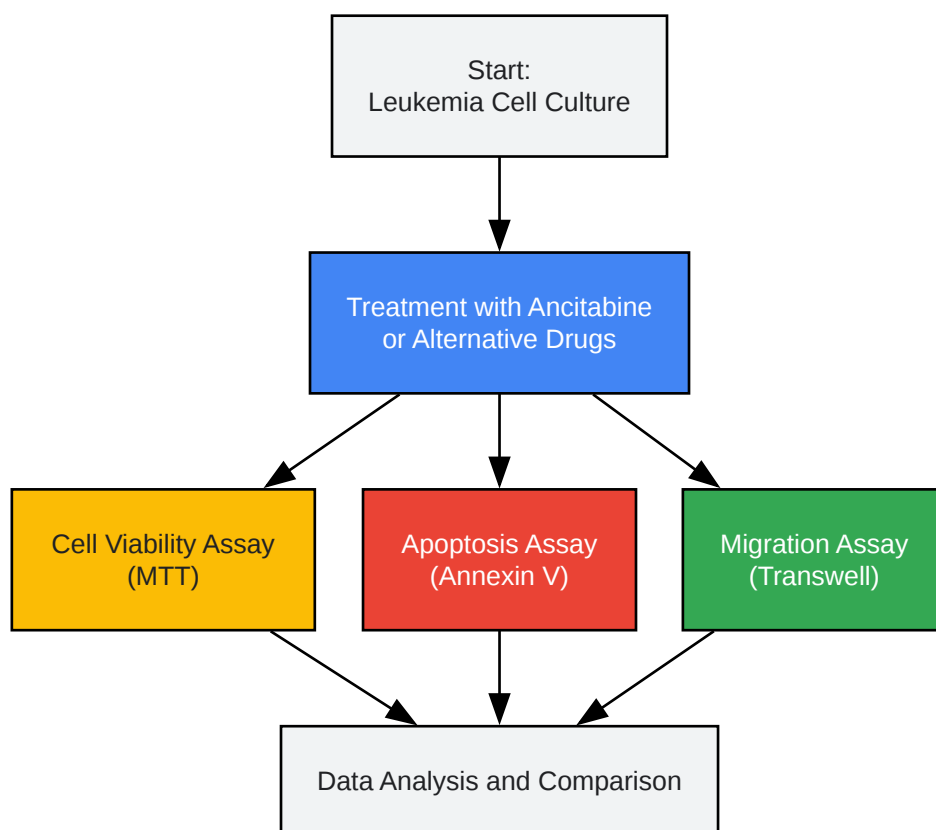 Start:
Leukemia Cell Culture
Treatment with Ancitabine
or Alternative Drugs
Cell Viability Assay
(MTT)
Apoptosis Assay
(Annexin V)
Migration Assay
(Transwell)
Data Analysis and Comparison